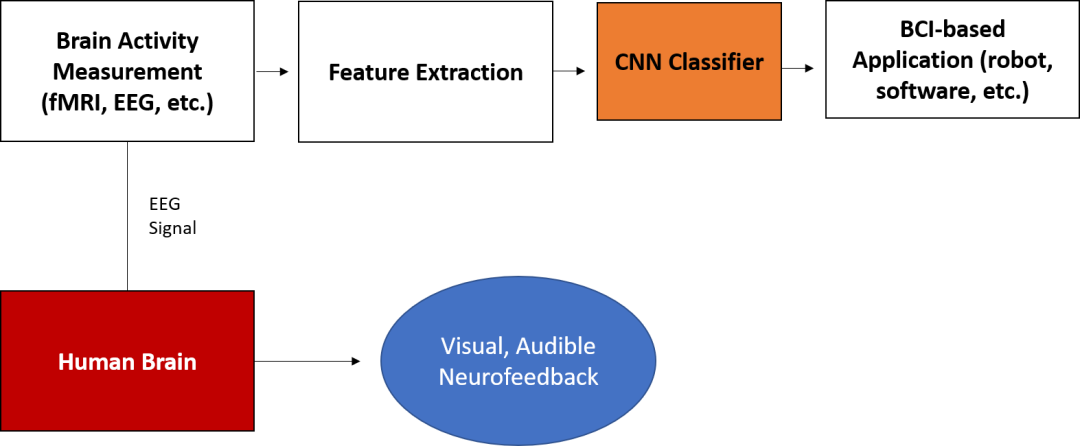 Brain Activity
Measurement
(fMRI, EEG, etc.)
Feature Extraction
CNN Classifier
BCI-based
Application (robot,
software, etc.)
EEG
Signal
Human Brain
Visual, Audible
Neurofeedback